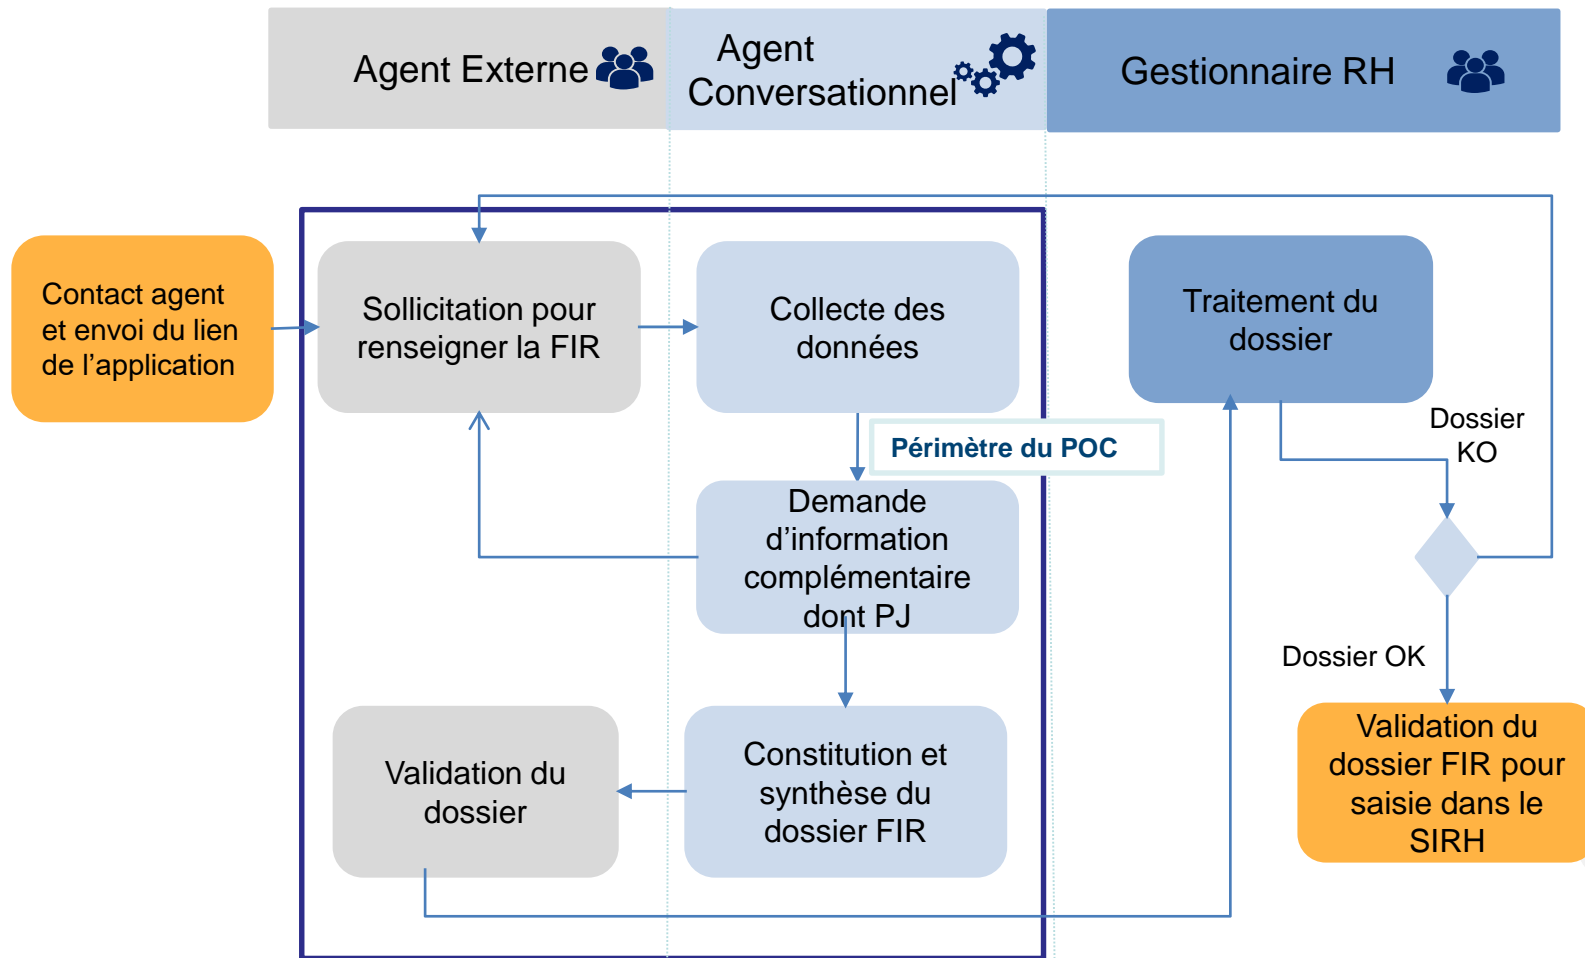 Agent Externe
Agent
Conversationnel
Gestionnaire RH
Contact agent
et envoi du lien
de l’application
Sollicitation pour
renseigner la FIR
Collecte des
données
Traitement du
dossier
Périmètre du POC
Dossier
KO
Demande
d’information
complémentaire
dont PJ
Dossier OK
Validation du
dossier
Constitution et
synthèse du
dossier FIR
Validation du
dossier FIR pour
saisie dans le
SIRH